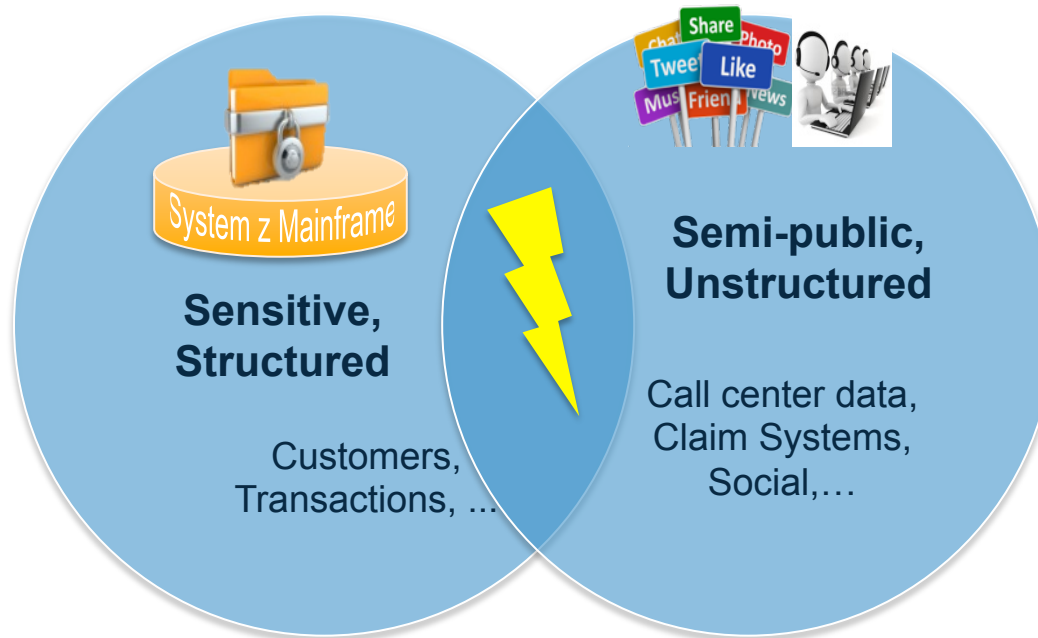 System z Mainframe
Sensitive,
Structured
Customers,
Transactions, ...
Share
Photo
Tweet
Like
Friend
News
Semi-public,
Unstructured
Call center data,
Claim Systems,
Social,…